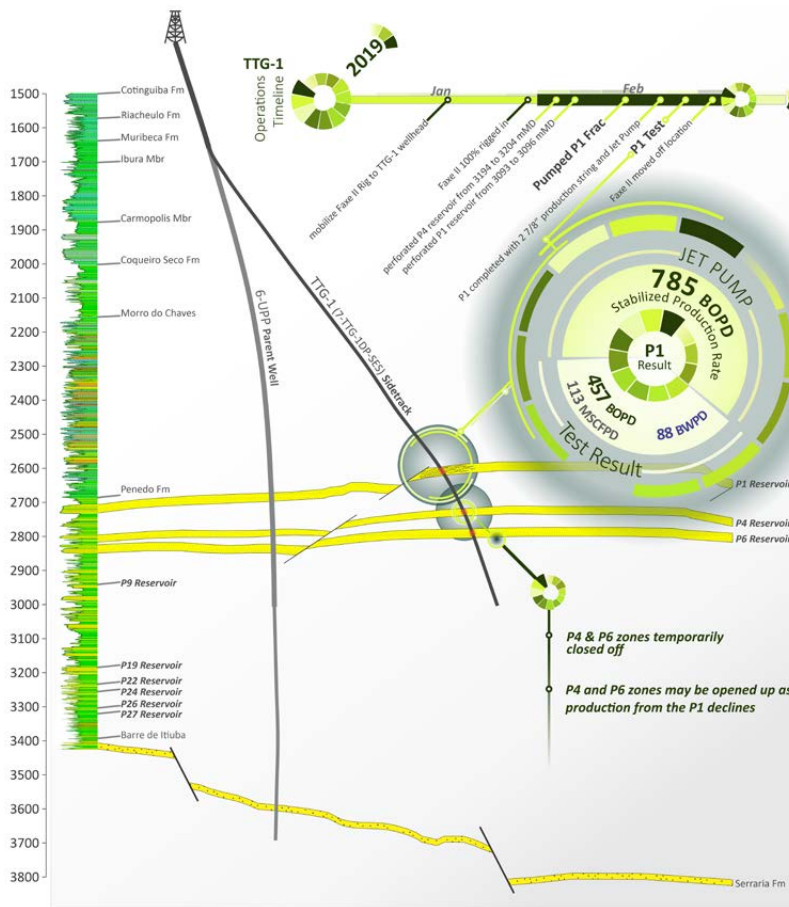 TTG-1
Operations
Timeline
2019
Jan
Feb
mobilize Faxe II Rig to TTG-1 wellhead
Faxe II 100% rigged in
perforated P4 reservoir from 3194 to 3204 mMD
perforated P1 reservoir from 3093 to 3096 mMD
Pumped P1 Frac
P1 completed with 2 7/8" production string and Jet Pump
P1 Test
Faxe II moved off location
1500
1600
1700
1800
1900
2000
2100
2200
2300
2400
2500
2600
2700
2800
2900
3000
3100
3200
3300
3400
3500
3600
3700
3800
Cotinguiba Fm
Riacheulo Fm
Muribeca Fm
Ibura Mbr
Carmopolis Mbr
Coqueiro Seco Fm
Morro do Chaves
Penedo Fm
P9 Reservoir
P19 Reservoir
P22 Reservoir
P24 Reservoir
P26 Reservoir
P27 Reservoir
Barre de Itiuba
6-UPP Parent Well
TTG-1 (7-TTG-1DP-SES) Sidetrack
JET PUMP
785 BOPD
Stabilized Production Rate
P1
Result
457 BOPD
113 MSCFPD
88 BWPD
Test Result
P1 Reservoir
P4 Reservoir
P6 Reservoir
P4 & P6 zones temporarily
closed off
P4 and P6 zones may be opened up as
production from the P1 declines
Serraria Fm